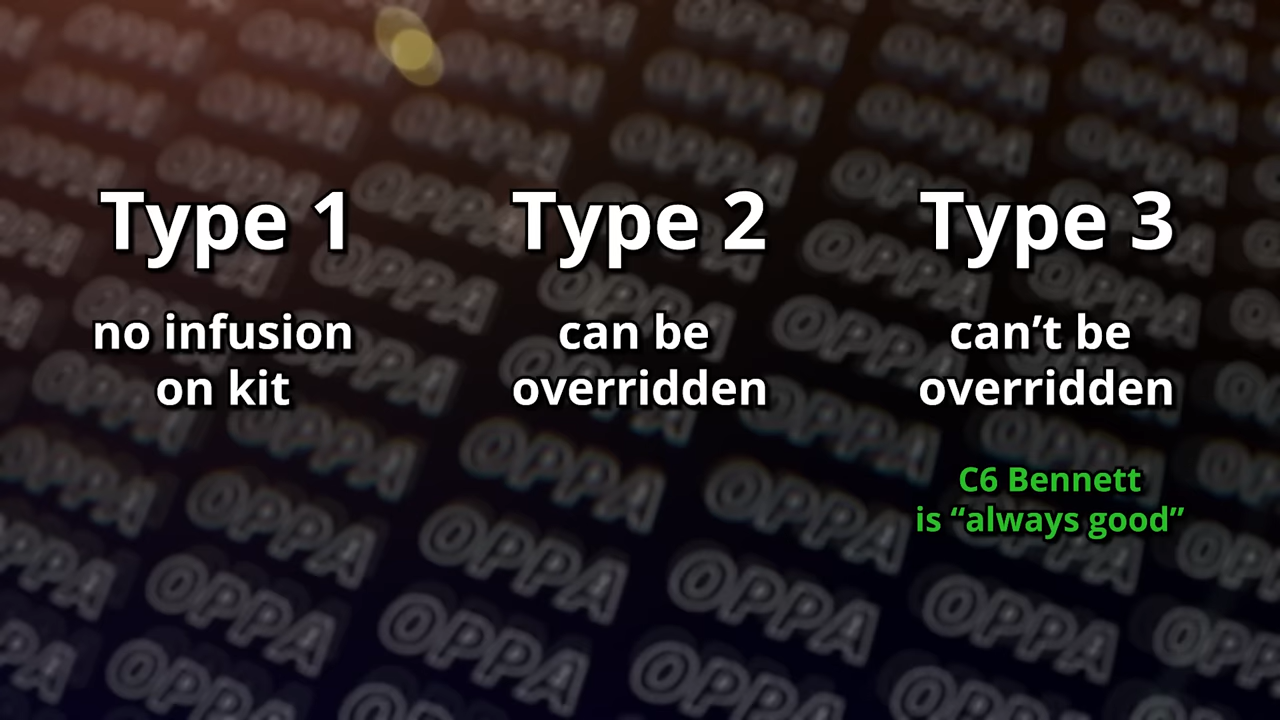 Type 1
no infusion
on kit
Type 2
can be
overridden
Type 3
can’t be
overridden
C6 Bennett
is “always good”
OPPA